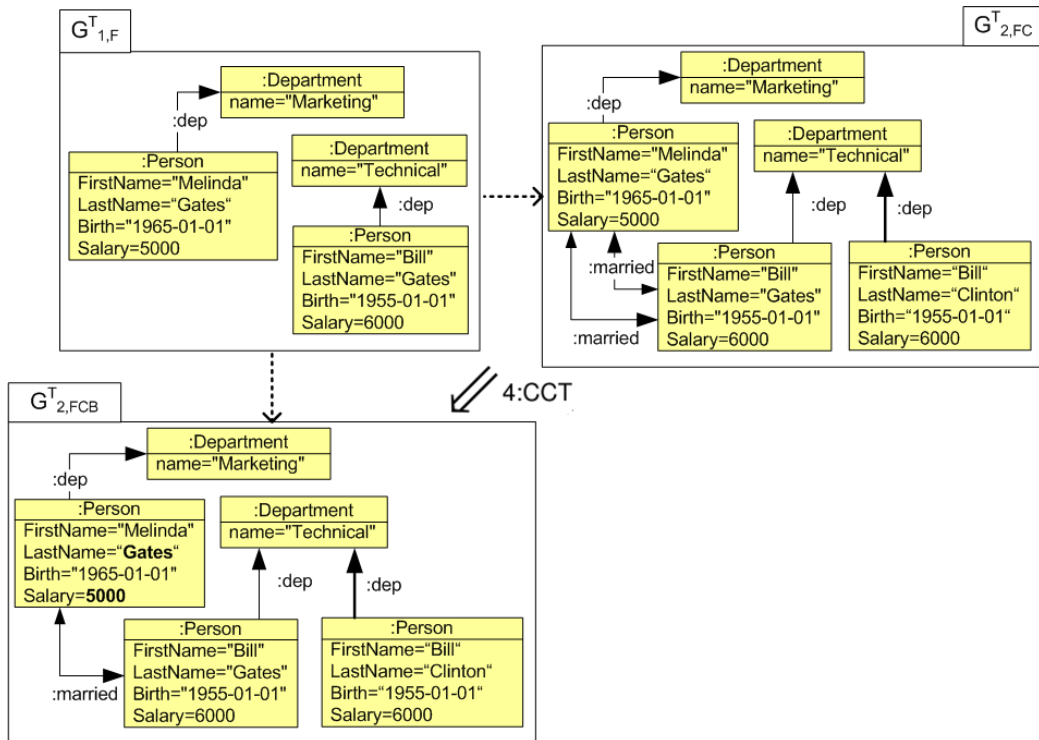 G^T_1,F
:Department
name="Marketing"
:dep
:Person
FirstName="Melinda"
LastName=“Gates“
Birth="1965-01-01"
Salary=5000
:Department
name="Technical"
:dep
:Person
FirstName="Bill"
LastName="Gates"
Birth="1955-01-01"
Salary=6000
G^T_2,FC
:Department
name="Marketing"
:dep
:Person
FirstName="Melinda"
LastName=“Gates“
Birth="1965-01-01"
Salary=5000
:Department
name="Technical"
:dep
:dep
:married
:married
:Person
FirstName="Bill"
LastName="Gates"
Birth="1955-01-01"
Salary=6000
:Person
FirstName=“Bill“
LastName=“Clinton“
Birth=“1955-01-01“
Salary=6000
4:CCT
G^T_2,FCB
:Department
name="Marketing"
:dep
:Person
FirstName="Melinda"
LastName=“Gates“
Birth="1965-01-01"
Salary=5000
:Department
name="Technical"
:dep
:dep
:married
:Person
FirstName="Bill"
LastName="Gates"
Birth="1955-01-01"
Salary=6000
:Person
FirstName=“Bill“
LastName=“Clinton“
Birth=“1955-01-01“
Salary=6000